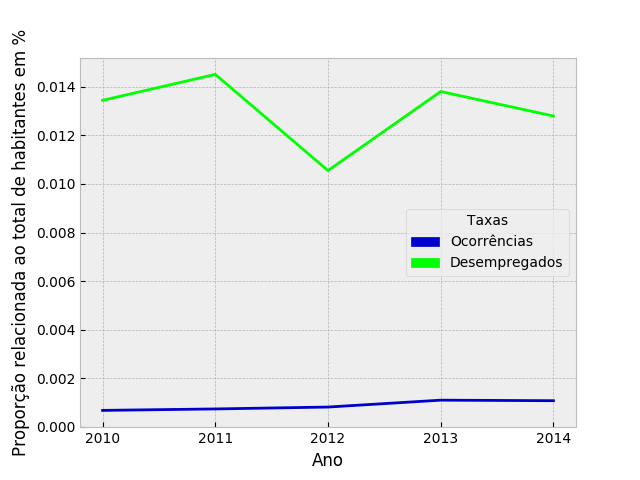 Proporção relacionada ao total de habitantes em %
0.014
0.012
0.010
0.008
0.006
0.004
0.002
0.000
Taxas
Ocorrências
Desempregados
2010 2011 2012 2013 2014
Ano